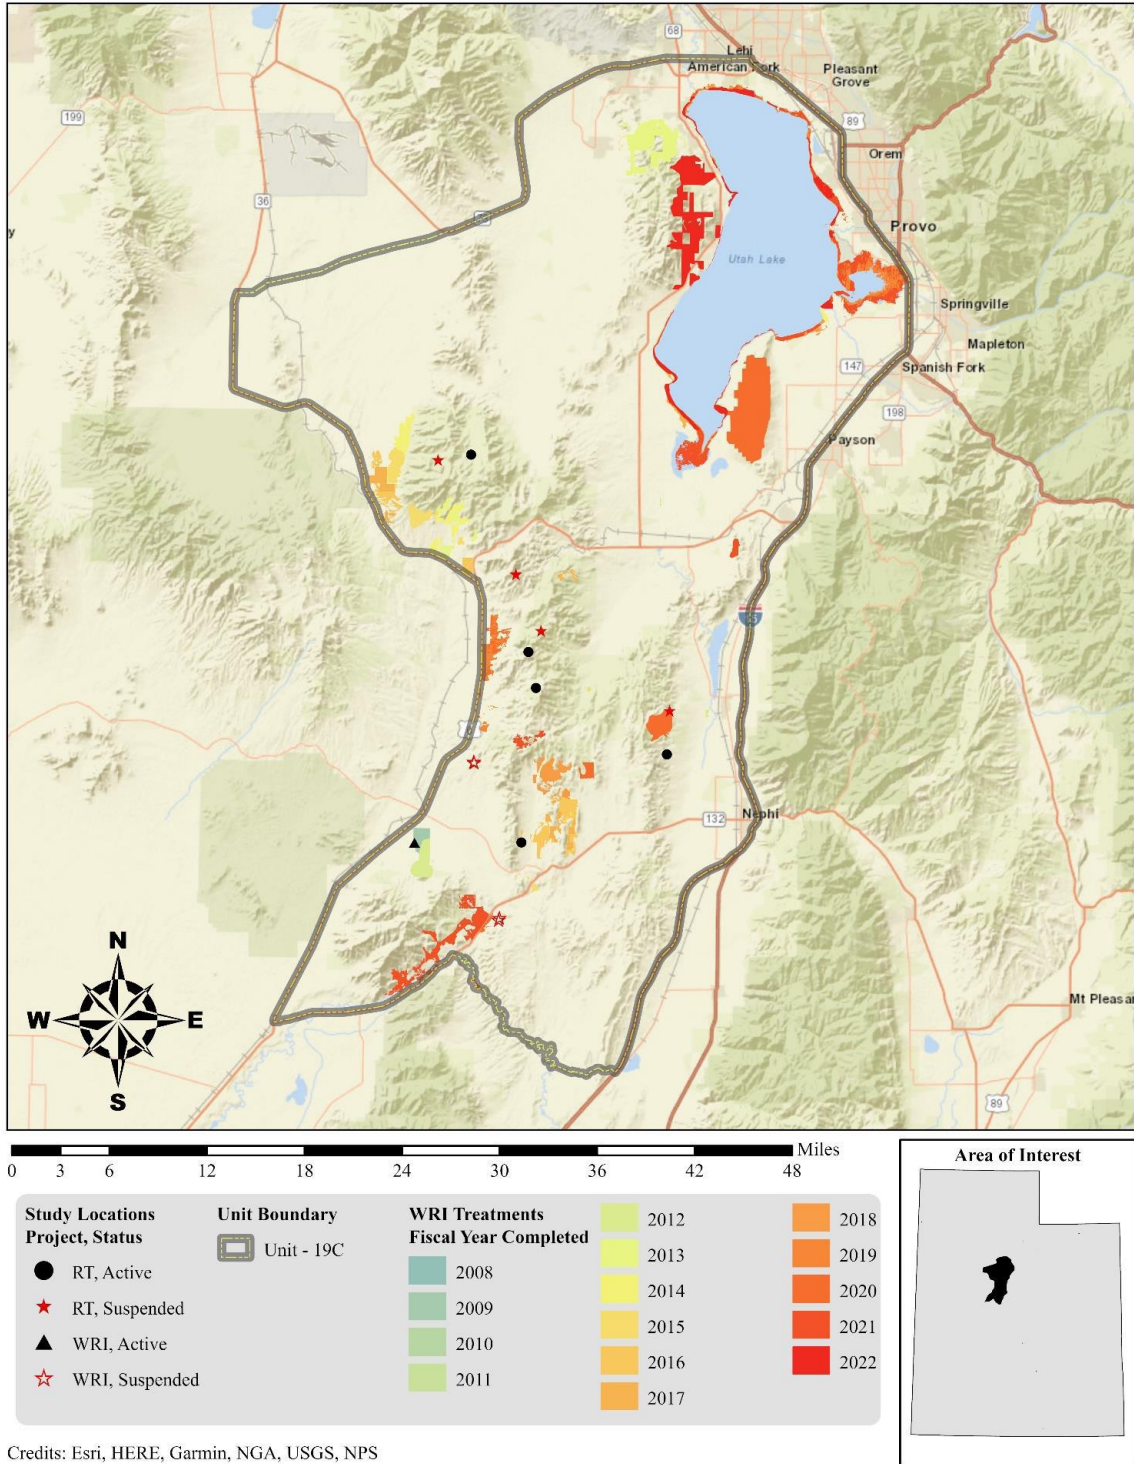 68
Lehi
American Fork
Pleasant
Grove
199
89
Orem
36
Provo
y
Utah Lake
Springville
Mapleton
147
Spanish Fork
198
Payson
132
Nephi
N
W
E
S
Mt Pleasan
89
Miles
0 3 6 12 18 24 30 36 42 48
Area of Interest
Study Locations
Project, Status
RT, Active
RT, Suspended
WRI, Active
WRI, Suspended
Unit Boundary
Unit - 19C
WRI Treatments
Fiscal Year Completed
2008
2009
2010
2011
2012
2013
2014
2015
2016
2017
2018
2019
2020
2021
2022
Credits: Esri, HERE, Garmin, NGA, USGS, NPS